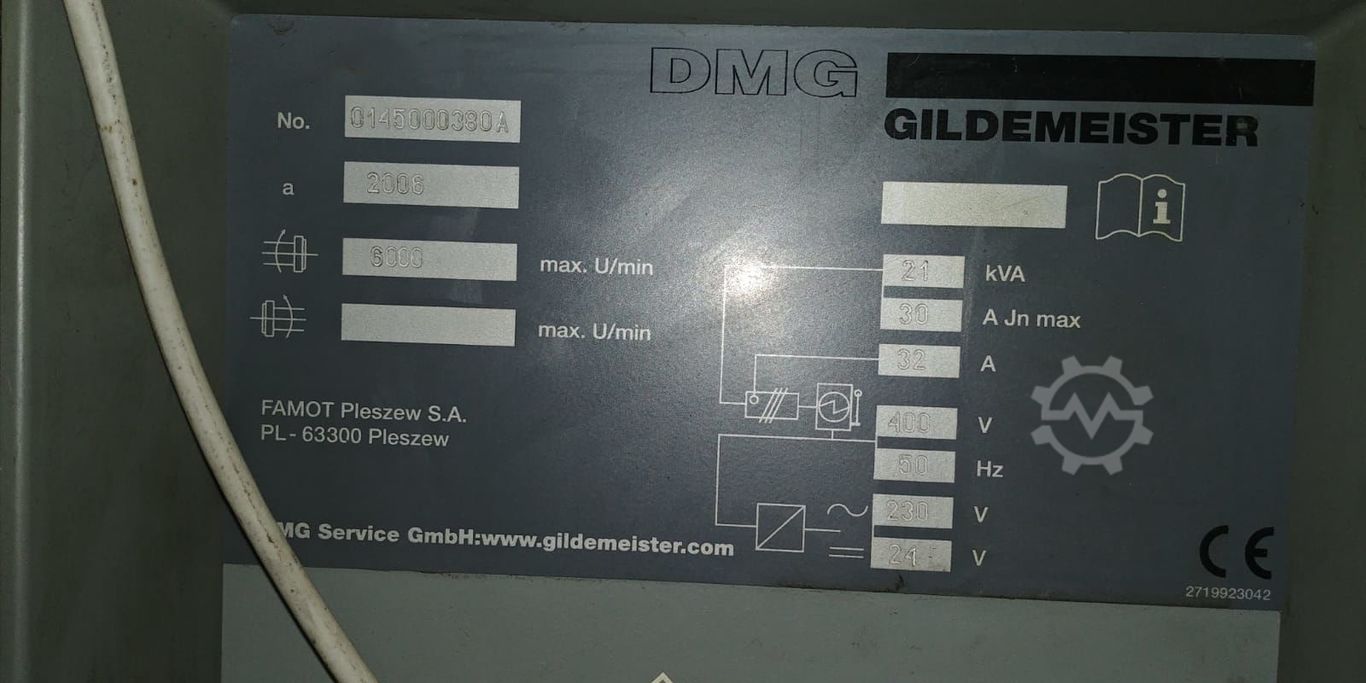 DMG
GILDEMEISTER
No. 0145000380A
a 2006
6000 max. U/min
max. U/min
i
21 kVA
30 A Jn max
32 A
400 V
50 Hz
230 V
24 V
FAMOT Pleszew S.A.
PL - 63300 Pleszew
MG Service GmbH:www.gildemeister.com
CE
2719923042